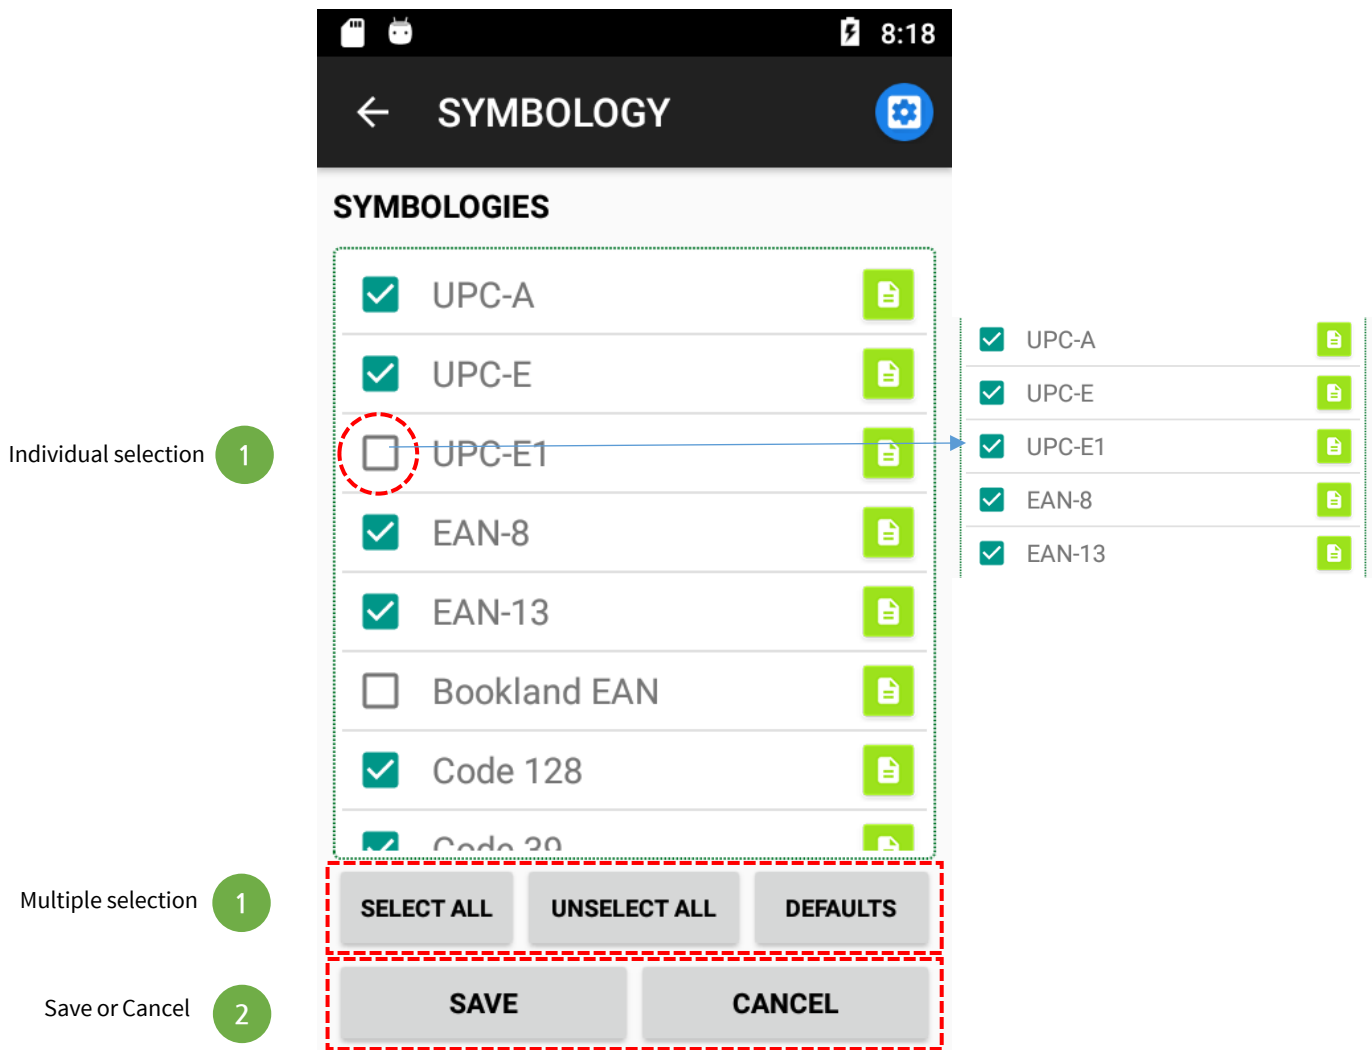 8:18
SYMBOLOGY
SYMBOLOGIES
UPC-A
UPC-E
Individual selection 1
UPC-E1
EAN-8
EAN-13
Bookland EAN
Code 128
Code 39
UPC-A
UPC-E
UPC-E1
EAN-8
EAN-13
Multiple selection 1
SELECT ALL UNSELECT ALL DEFAULTS
Save or Cancel 2
SAVE CANCEL